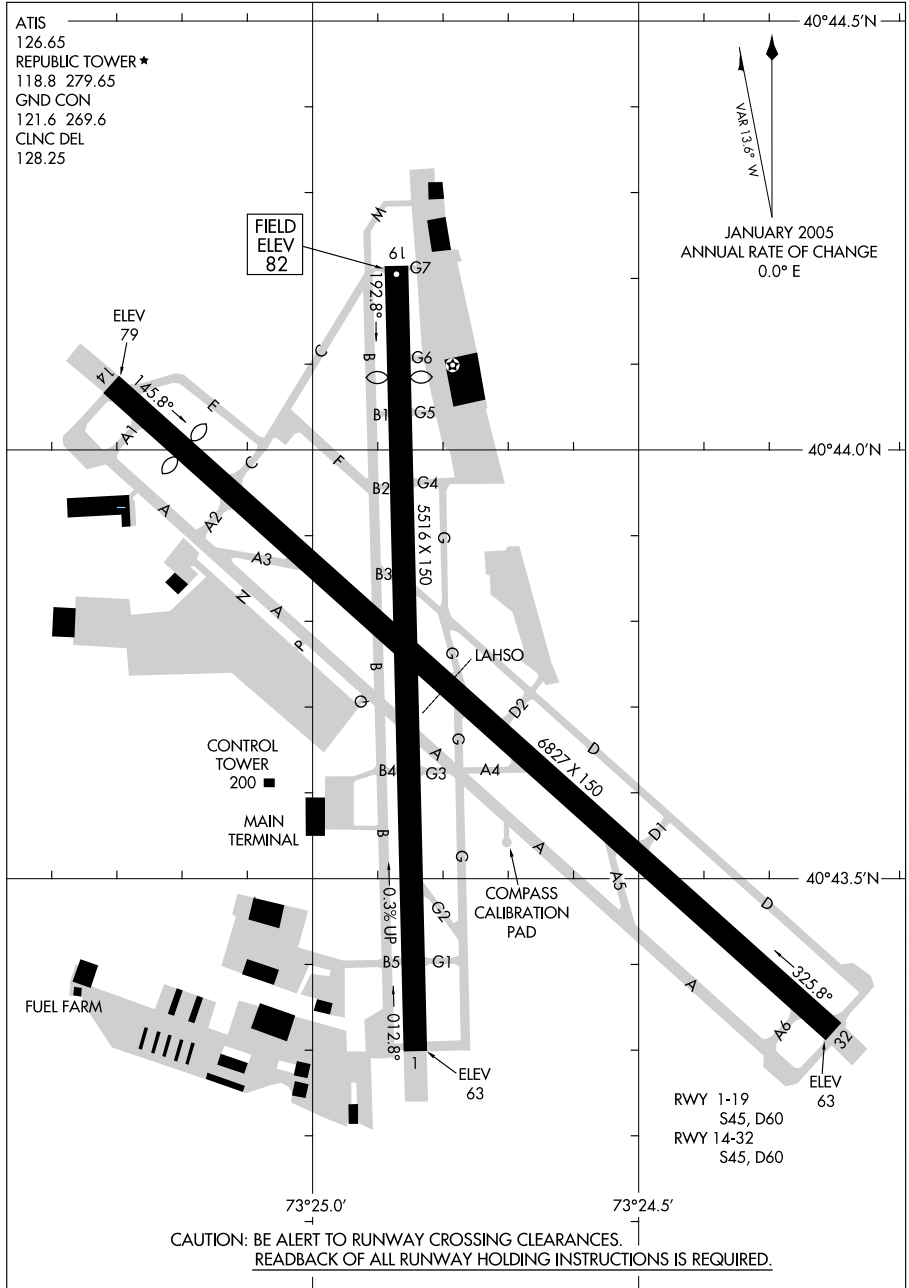 ATIS
126.65
REPUBLIC TOWER ★
118.8 279.65
GND CON
121.6 269.6
CLNC DEL
128.25
40°44.5'N
VAR 13.6° W
JANUARY 2005
ANNUAL RATE OF CHANGE
0.0° E
FIELD
ELEV
82
W
19
G7
192.8°
ELEV
79
14
145.8°
C
B
G6
E
B1
G5
A1
40°44.0'N
C
F
B2
G4
A
A2
5516 X 150
G
A3
B3
Z
A
P
B
G
LAHSO
Q
D2
G
D
A
CONTROL
TOWER
200
B4
G3
A4
6827 X 150
MAIN
TERMINAL
B
G
A
D1
A5
40°43.5'N
0.3% UP
G2
COMPASS
CALIBRATION
PAD
D
B5
G1
325.8°
A
FUEL FARM
012.8°
A6
32
1
ELEV
63
ELEV
63
RWY 1-19
S45, D60
RWY 14-32
S45, D60
73°25.0'
73°24.5'
CAUTION: BE ALERT TO RUNWAY CROSSING CLEARANCES.
READBACK OF ALL RUNWAY HOLDING INSTRUCTIONS IS REQUIRED.